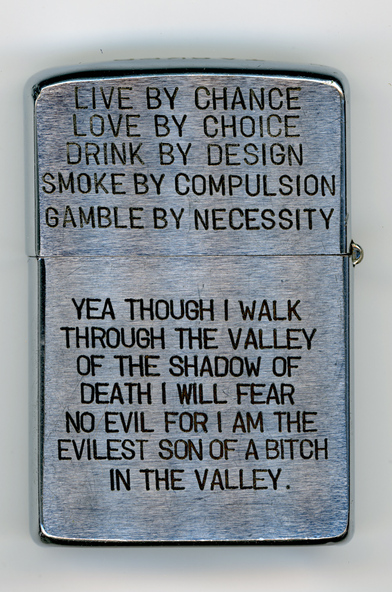 LIVE BY CHANCE
LOVE BY CHOICE
DRINK BY DESIGN
SMOKE BY COMPULSION
GAMBLE BY NECESSITY
YEA THOUGH I WALK
THROUGH THE VALLEY
OF THE SHADOW OF
DEATH I WILL FEAR
NO EVIL FOR I AM THE
EVILEST SON OF A BITCH
IN THE VALLEY.